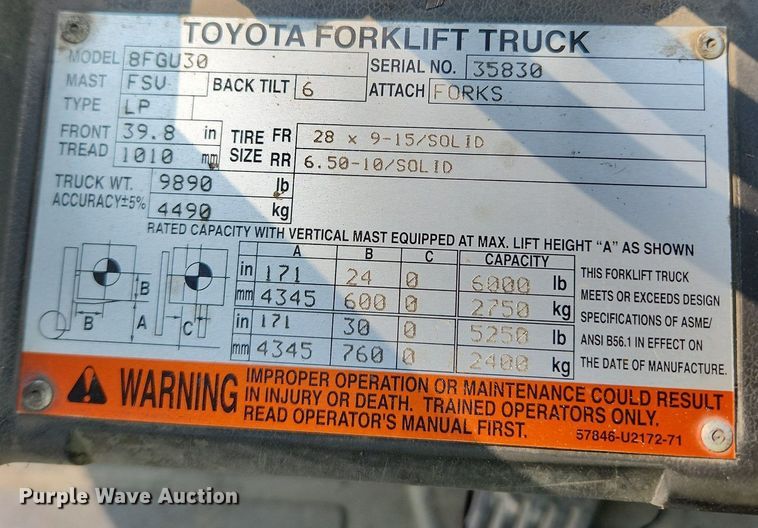 TOYOTA FORKLIFT TRUCK
MODEL 8FGU30 SERIAL NO. 35830
MAST FSV BACK TILT 6 ATTACH FORKS
TYPE LP
FRONT TREAD 39.8 in 1010 mm
TIRE SIZE FR 28 x 9-15/SOLID
RR 6.50-10/SOLID
TRUCK WT. 9890 lb
ACCURACY±5% 4490 kg
RATED CAPACITY WITH VERTICAL MAST EQUIPPED AT MAX. LIFT HEIGHT "A" AS SHOWN
A B C CAPACITY
in 171 24 0 6000 lb
mm 4345 600 0 2750 kg
in 171 30 0 5250 lb
mm 4345 760 0 2400 kg
B B A C
THIS FORKLIFT TRUCK
MEETS OR EXCEEDS DESIGN
SPECIFICATIONS OF ASME/
ANSI B56.1 IN EFFECT ON
THE DATE OF MANUFACTURE.
WARNING
IMPROPER OPERATION OR MAINTENANCE COULD RESULT
IN INJURY OR DEATH. TRAINED OPERATORS ONLY.
READ OPERATOR'S MANUAL FIRST.
57846-U2172-71
Purple Wave Auction